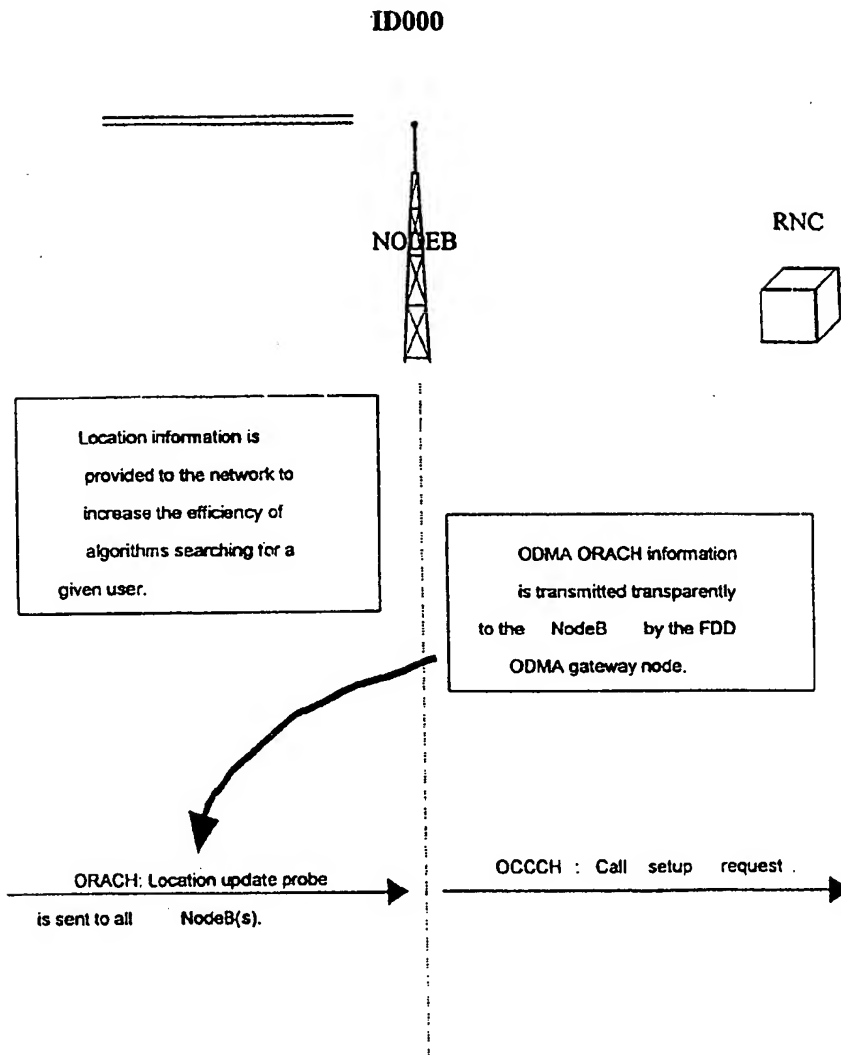 ID000
NODEB
RNC
Location information is
provided to the network to
increase the efficiency of
algorithms searching for a
given user.
ODMA ORACH information
is transmitted transparently
to the NodeB by the FDD
ODMA gateway node.
ORACH: Location update probe
is sent to all NodeB(s).
OCCCH : Call setup request .